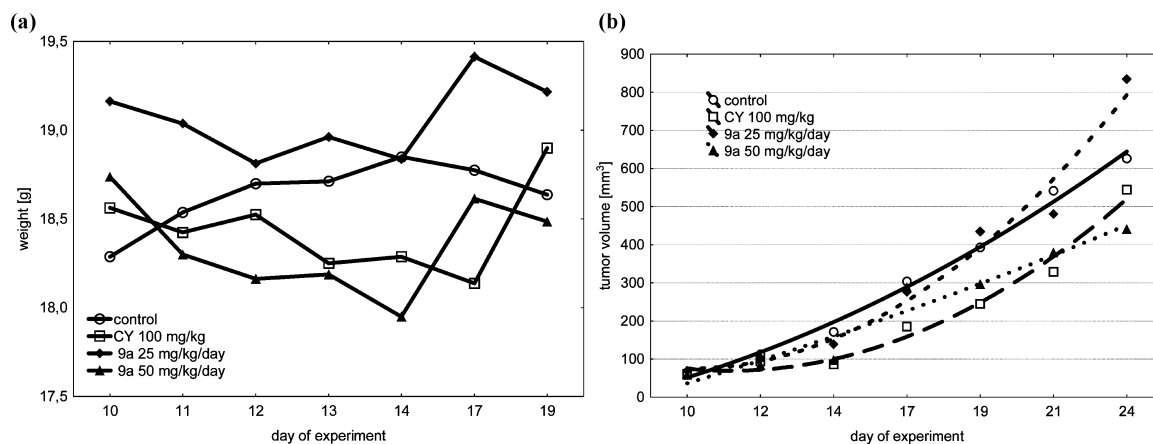 (a)
19,5
19,0
18,5
18,0
17,5
weight [g]
control
CY 100 mg/kg
9a 25 mg/kg/day
9a 50 mg/kg/day
10 11 12 13 14 17 19
day of experiment
(b)
900
800
700
600
500
400
300
200
100
0
tumor volume [mm³]
control
CY 100 mg/kg
9a 25 mg/kg/day
9a 50 mg/kg/day
10 12 14 17 19 21 24
day of experiment